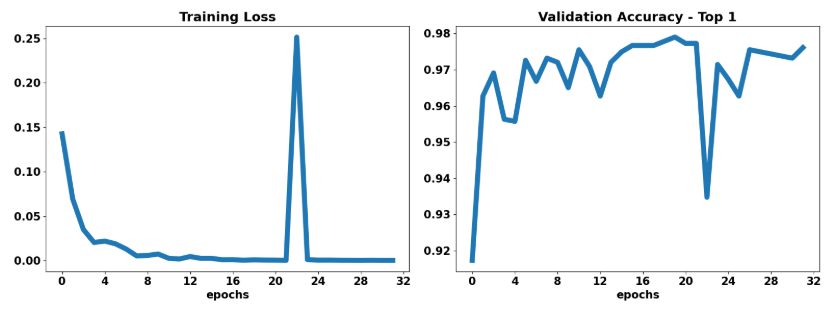 Training Loss
0.25
0.20
0.15
0.10
0.05
0.00
0 4 8 12 16 20 24 28 32
epochs
Validation Accuracy - Top 1
0.98
0.97
0.96
0.95
0.94
0.93
0.92
0 4 8 12 16 20 24 28 32
epochs